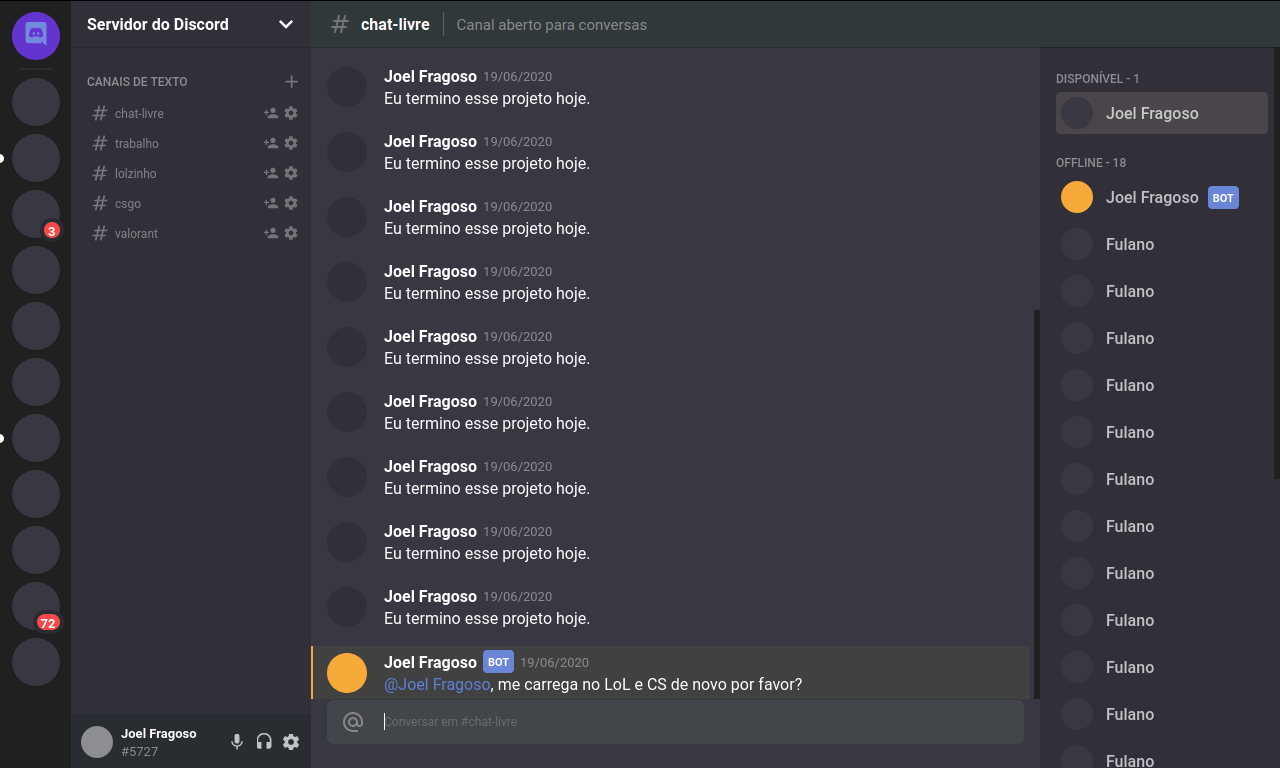 Servidor do Discord
CANAIS DE TEXTO
# chat-livre
# trabalho
# lolzinho
# csgo
# valorant
3
72
Joel Fragoso
#5727
# chat-livre Canal aberto para conversas
Joel Fragoso 19/06/2020
Eu termino esse projeto hoje.
Joel Fragoso 19/06/2020
Eu termino esse projeto hoje.
Joel Fragoso 19/06/2020
Eu termino esse projeto hoje.
Joel Fragoso 19/06/2020
Eu termino esse projeto hoje.
Joel Fragoso 19/06/2020
Eu termino esse projeto hoje.
Joel Fragoso 19/06/2020
Eu termino esse projeto hoje.
Joel Fragoso 19/06/2020
Eu termino esse projeto hoje.
Joel Fragoso 19/06/2020
Eu termino esse projeto hoje.
Joel Fragoso 19/06/2020
Eu termino esse projeto hoje.
Joel Fragoso BOT 19/06/2020
@Joel Fragoso, me carrega no LoL e CS de novo por favor?
@ Conversar em #chat-livre
DISPONÍVEL - 1
Joel Fragoso
OFFLINE - 18
Joel Fragoso BOT
Fulano
Fulano
Fulano
Fulano
Fulano
Fulano
Fulano
Fulano
Fulano
Fulano
Fulano
Fulano